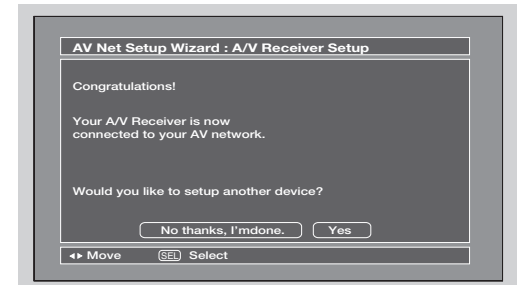 AV Net Setup Wizard : A/V Receiver Setup
Congratulations!
Your A/V Receiver is now
connected to your AV network.
Would you like to setup another device?
No thanks, I'mdone. Yes
◂▸ Move SEL Select